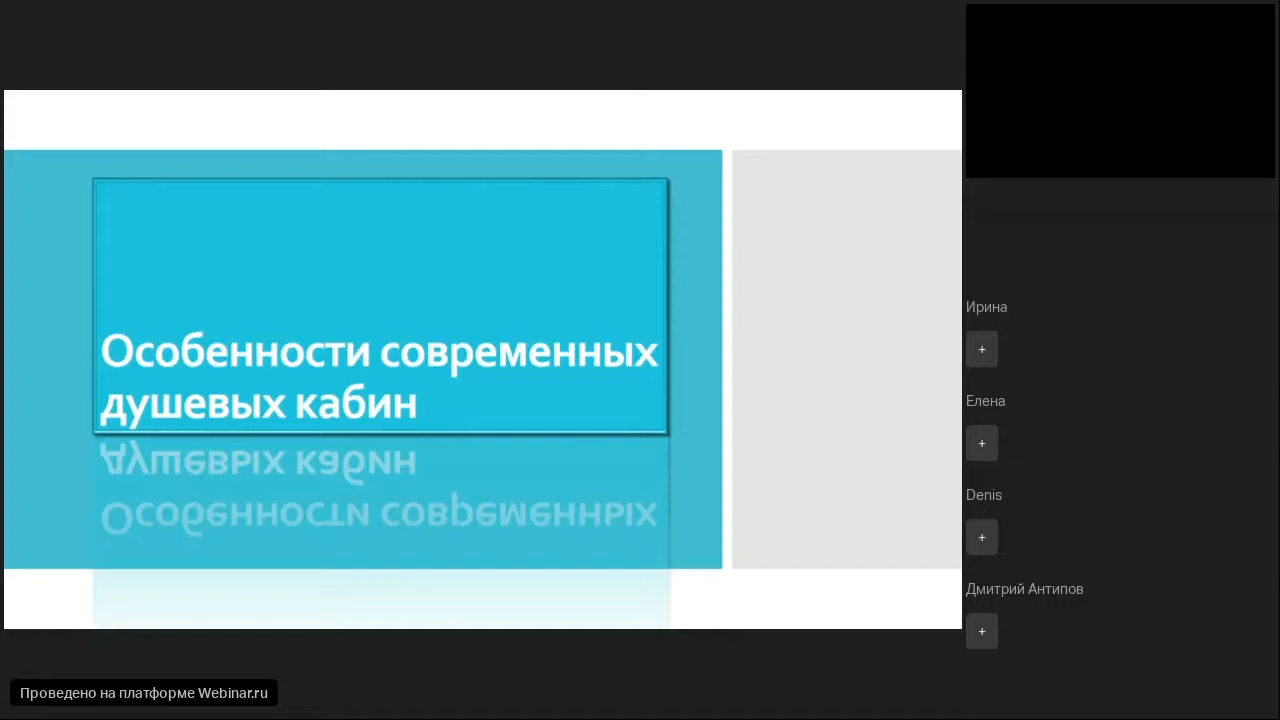 Особенности современных
душевых кабин
Ирина
+
Елена
+
Denis
+
Дмитрий Антипов
+
Проведено на платформе Webinar.ru